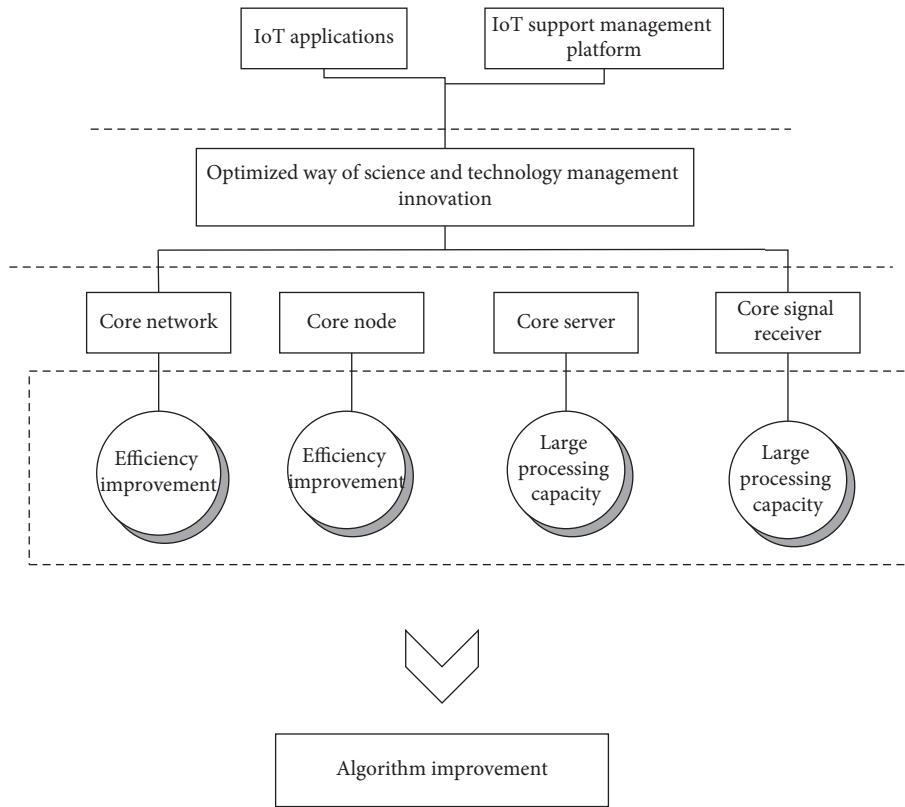 IoT applications
IoT support management
platform
Optimized way of science and technology management
innovation
Core network
Core node
Core server
Core signal
receiver
Efficiency
improvement
Efficiency
improvement
Large
processing
capacity
Large
processing
capacity
Algorithm improvement